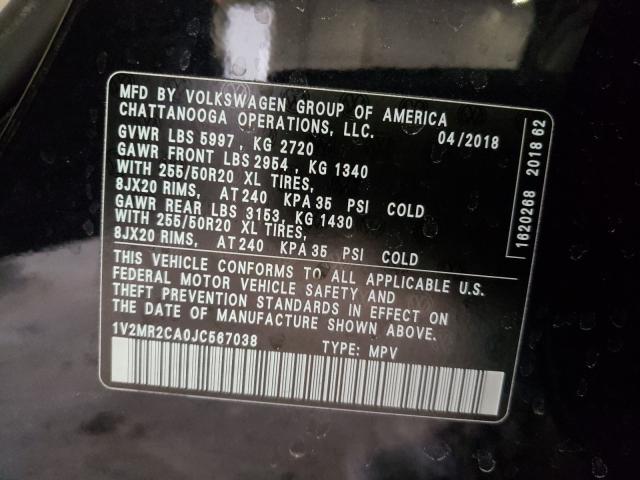 MFD BY VOLKSWAGEN GROUP OF AMERICA
CHATTANOOGA OPERATIONS, LLC. 04/2018
GVWR LBS 5997 , KG 2720
GAWR FRONT LBS 2954 , KG 1340
WITH 255/50R20 XL TIRES,
8JX20 RIMS, AT 240 KPA 35 PSI COLD
GAWR REAR LBS 3153, KG 1430
WITH 255/50R20 XL TIRES,
8JX20 RIMS, AT 240 KPA 35 PSI COLD
THIS VEHICLE CONFORMS TO ALL APPLICABLE U.S.
FEDERAL MOTOR VEHICLE SAFETY AND
THEFT PREVENTION STANDARDS IN EFFECT ON
THE DATE OF MANUFACTURE SHOWN ABOVE.
1V2MR2CA0JC567038 TYPE: MPV
1620268 2018 62